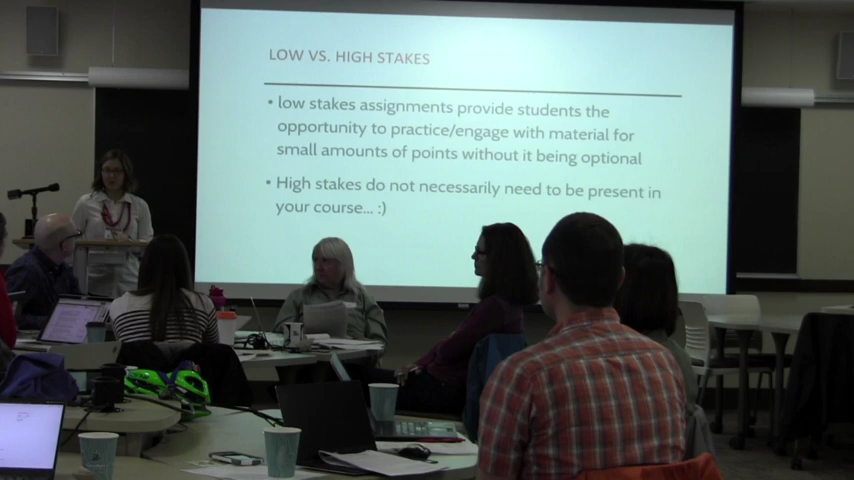 LOW VS. HIGH STAKES
• low stakes assignments provide students the
opportunity to practice/engage with material for
small amounts of points without it being optional
• High stakes do not necessarily need to be present in
your course... :)